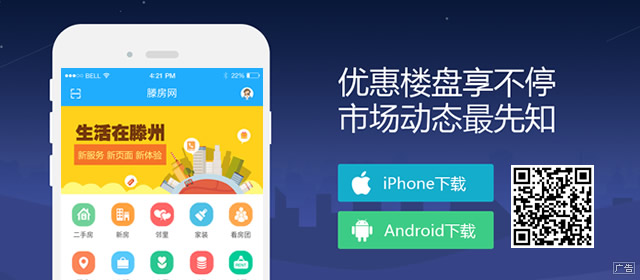 BELL
4:21 PM
22%
滕房网
生活在滕州
新服务 新页面 新体验
二手房
新房
邻里
家装
看房团
优惠楼盘享不停
市场动态最先知
iPhone下载
Android下载
广告